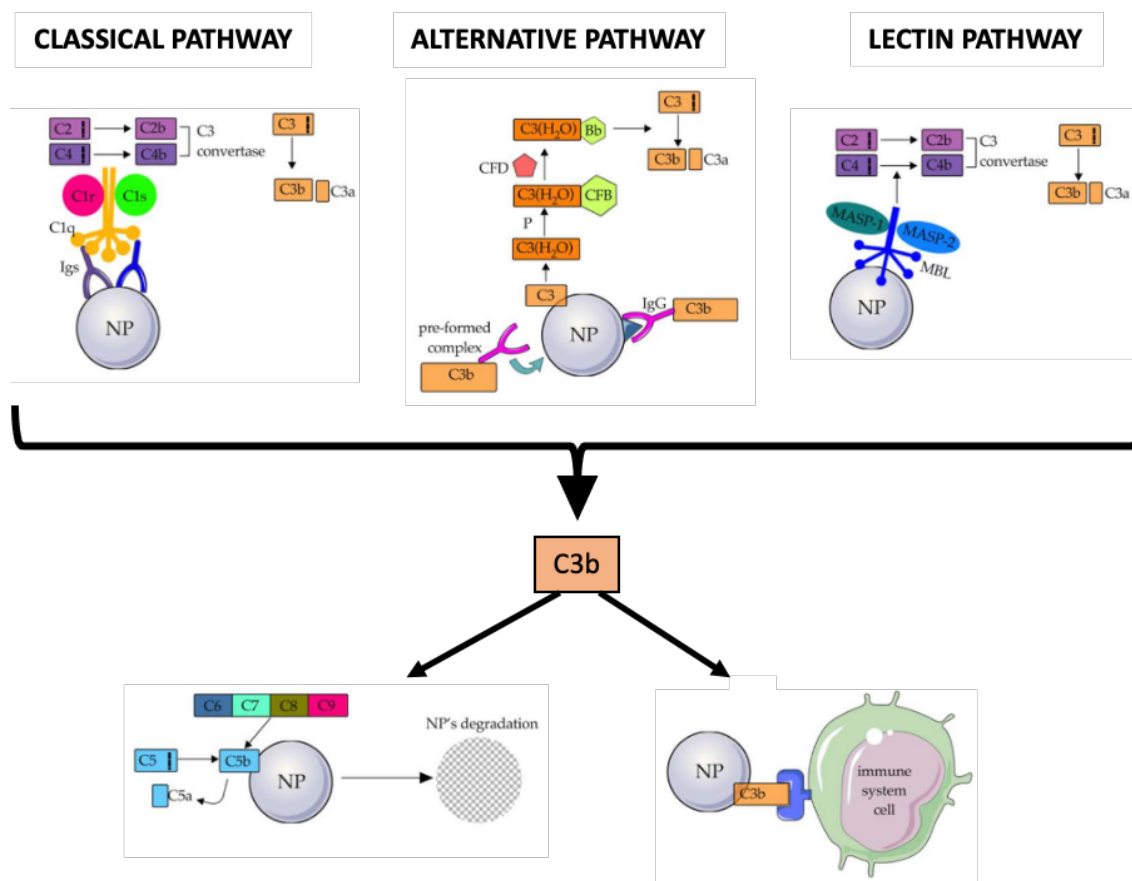 CLASSICAL PATHWAY
ALTERNATIVE PATHWAY
LECTIN PATHWAY
C2
C2b
C4
C4b
C3
convertase
C3
C3b
C3a
C1r
C1s
C1q
Igs
NP
C3(H₂O)
Bb
C3
C3b
C3a
CFD
C3(H₂O)
CFB
P
C3(H₂O)
C3
NP
IgG
C3b
pre-formed
complex
C3b
C2
C2b
C4
C4b
C3
convertase
C3
C3b
C3a
MASP-1
MASP-2
MBL
NP
C3b
C6
C7
C8
C9
C5
C5b
C5a
NP
NP's degradation
NP
C3b
immune
system
cell